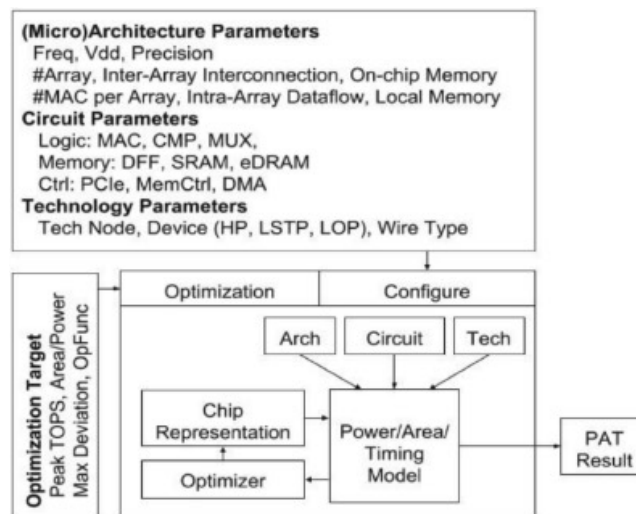 (Micro)Architecture Parameters
Freq, Vdd, Precision
#Array, Inter-Array Interconnection, On-chip Memory
#MAC per Array, Intra-Array Dataflow, Local Memory
Circuit Parameters
Logic: MAC, CMP, MUX,
Memory: DFF, SRAM, eDRAM
Ctrl: PCIe, MemCtrl, DMA
Technology Parameters
Tech Node, Device (HP, LSTP, LOP), Wire Type
Optimization Target
Peak TOPS, Area/Power
Max Deviation, OpFunc
Optimization
Configure
Arch
Circuit
Tech
Chip
Representation
Optimizer
Power/Area/
Timing
Model
PAT
Result